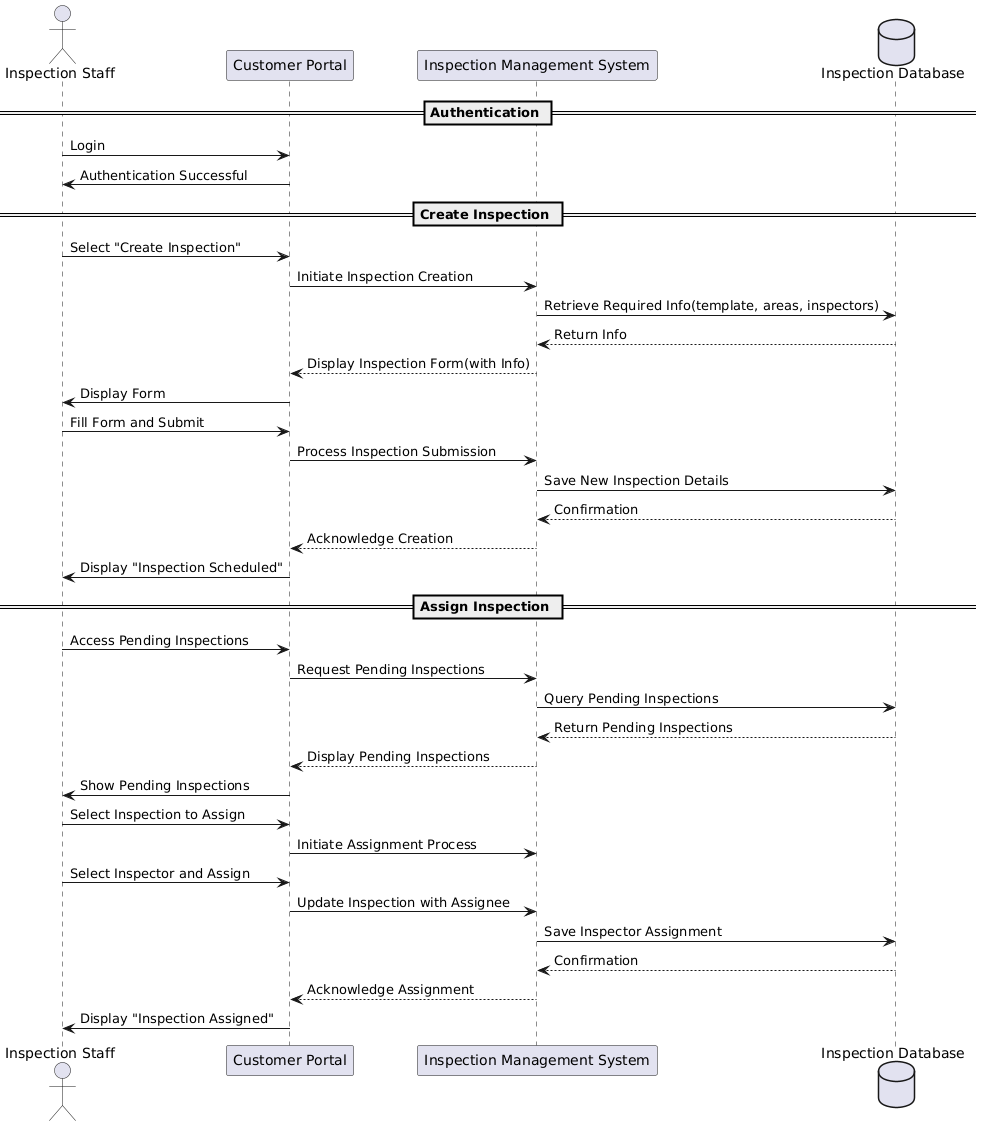 Inspection Staff
Customer Portal
Inspection Management System
Inspection Database
Authentication
Login
Authentication Successful
Create Inspection
Select "Create Inspection"
Initiate Inspection Creation
Retrieve Required Info(template, areas, inspectors)
Return Info
Display Inspection Form(with Info)
Display Form
Fill Form and Submit
Process Inspection Submission
Save New Inspection Details
Confirmation
Acknowledge Creation
Display "Inspection Scheduled"
Assign Inspection
Access Pending Inspections
Request Pending Inspections
Query Pending Inspections
Return Pending Inspections
Display Pending Inspections
Show Pending Inspections
Select Inspection to Assign
Initiate Assignment Process
Select Inspector and Assign
Update Inspection with Assignee
Save Inspector Assignment
Confirmation
Acknowledge Assignment
Display "Inspection Assigned"
Inspection Staff
Customer Portal
Inspection Management System
Inspection Database